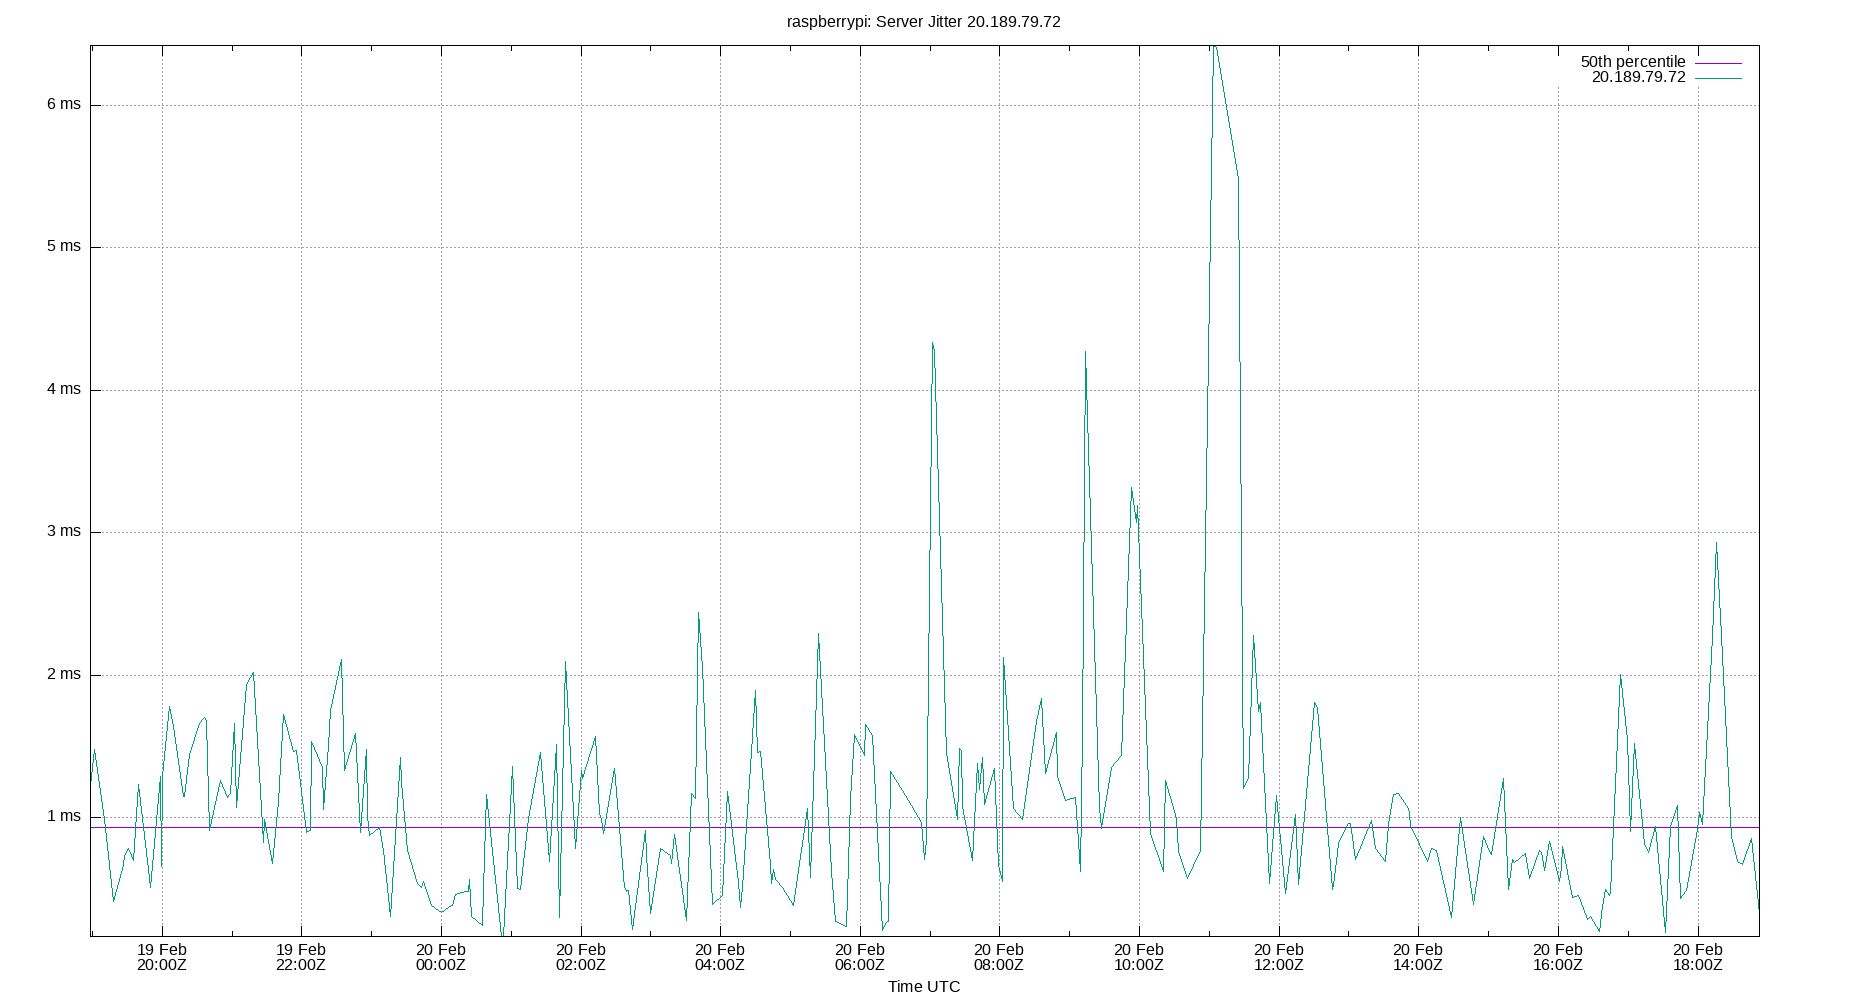 raspberrypi: Server Jitter 20.189.79.72
50th percentile
20.189.79.72
6 ms
5 ms
4 ms
3 ms
2 ms
1 ms
19 Feb 19 Feb 20 Feb 20 Feb 20 Feb 20 Feb 20 Feb 20 Feb 20 Feb 20 Feb 20 Feb 20 Feb
20:00Z 22:00Z 00:00Z 02:00Z 04:00Z 06:00Z 08:00Z 10:00Z 12:00Z 14:00Z 16:00Z 18:00Z
Time UTC